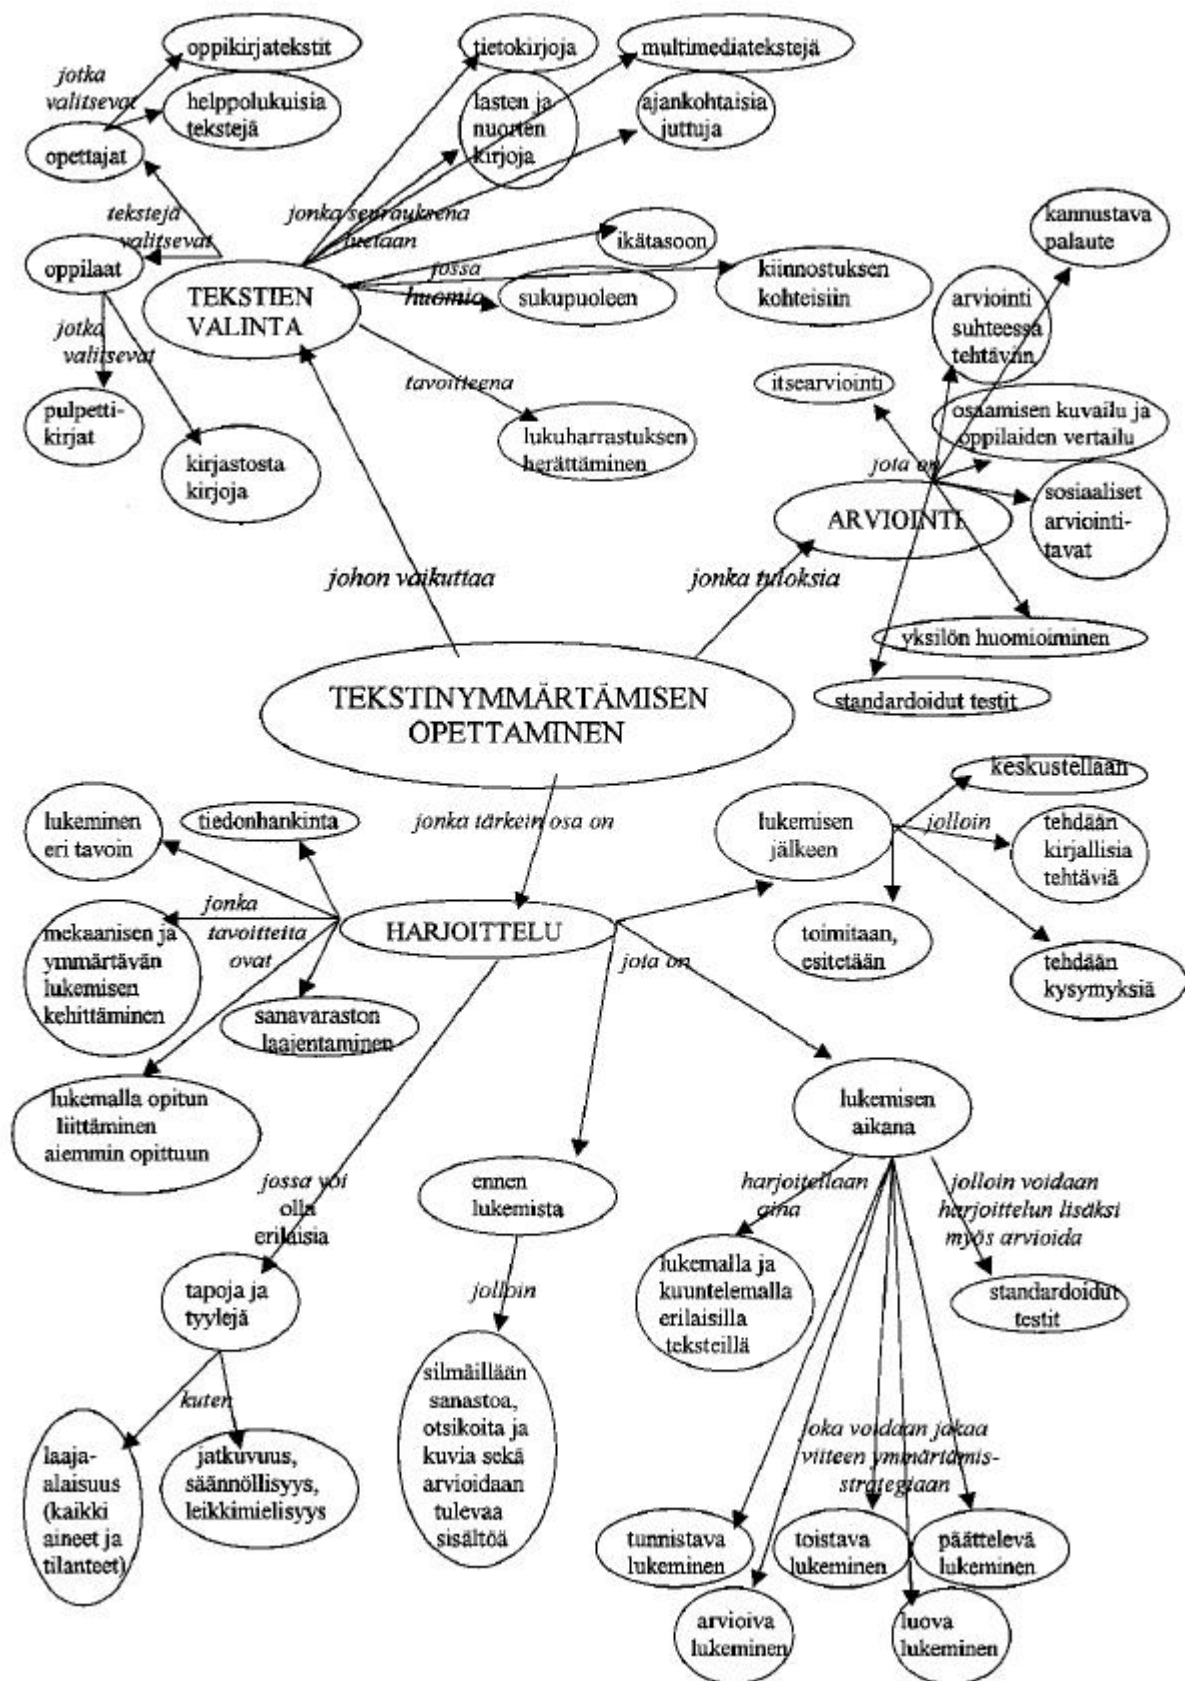 oppikirjatekstit
tietokirjoja
multimediatekstejä
jotka
valitsevat
helppolukuisia
tekstejä
lasten ja
nuorten
kirjoja
ajankohtaisia
juttuja
opettajat
tekstejä
valitsevat
jonka seurauksena
luetaan
ikätasoon
kannustava
palaute
oppilaat
TEKSTIEN
VALINTA
jossa
huomio
sukupuoleen
kiinnostuksen
kohteisiin
arviointi
suhteessa
tehtäviin
jotka
valitsevat
tavoitteena
itsearviointi
pulpetti-
kirjat
kirjastosta
kirjoja
lukuharrastuksen
herättäminen
osaamisen kuvailu ja
oppilaiden vertailu
jota on
ARVIOINTI
sosiaaliset
arviointi-
tavat
johon vaikuttaa
jonka tuloksia
yksilön huomioiminen
standardoidut testit
TEKSTINYMMÄRTÄMISEN
OPETTAMINEN
lukeminen
eri tavoin
tiedonhankinta
jonka tärkein osa on
lukemisen
jälkeen
jolloin
keskustellaan
tehdään
kirjallisia
tehtäviä
jonka
tavoitteita
ovat
HARJOITTELU
jota on
toimitaan,
esitetään
tehdään
kysymyksiä
mekaanisen ja
ymmärtävän
lukemisen
kehittäminen
sanavaraston
laajentaminen
lukemalla opitun
liittäminen
aiemmin opittuun
lukemisen
aikana
jossa voi
olla
erilaisia
ennen
lukemista
harjoitellaan
aina
jolloin voidaan
harjoittelun lisäksi
myös arvioida
tapoja ja
tyylejä
jolloin
lukemalla ja
kuuntelemalla
erilaisilla
teksteillä
standardoidut
testit
kuten
silmäillään
sanastoa,
otsikoita ja
kuvia sekä
arvioidaan
tulevaa
sisältöä
laaja-
alaisuus
(kaikki
aineet ja
tilanteet)
jatkuvuus,
säännöllisyys,
leikkimielisyys
joka voidaan jakaa
viiteen ymmärtämis-
strategiaan
tunnistava
lukeminen
toistava
lukeminen
päättelevä
lukeminen
arvioiva
lukeminen
luova
lukeminen